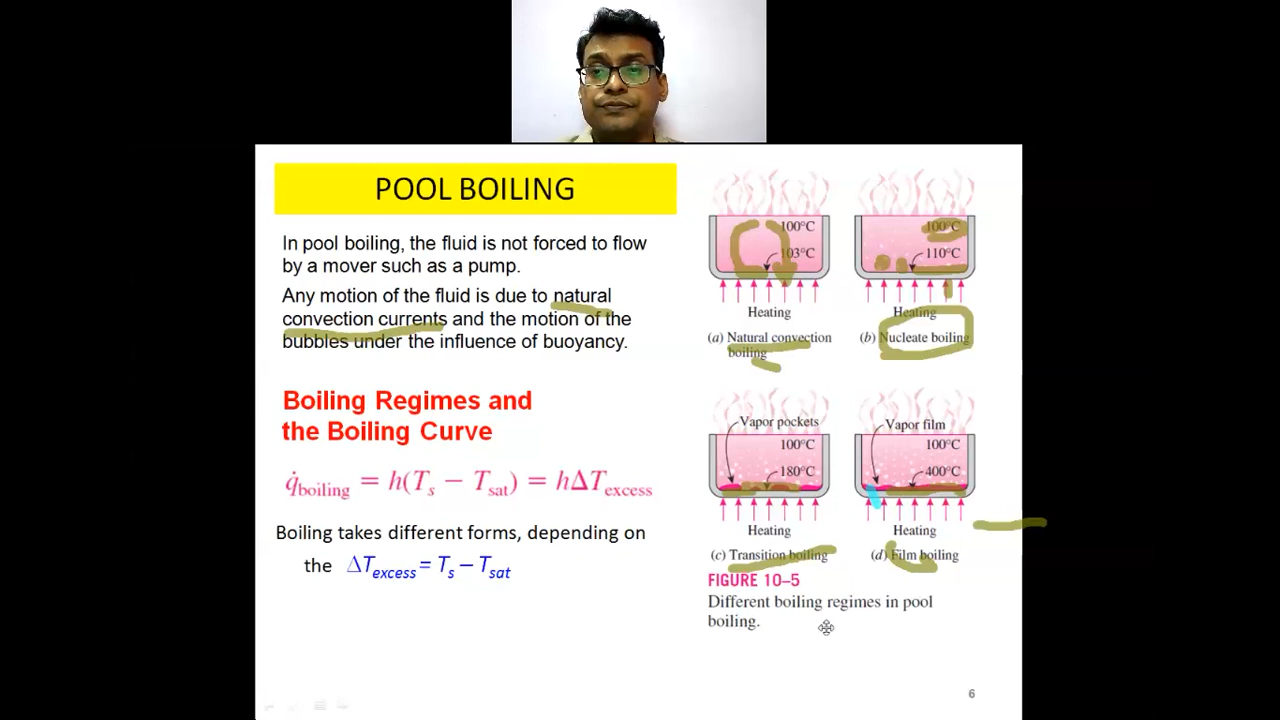 POOL BOILING
In pool boiling, the fluid is not forced to flow
by a mover such as a pump.
Any motion of the fluid is due to natural
convection currents and the motion of the
bubbles under the influence of buoyancy.
Boiling Regimes and
the Boiling Curve
q̇boiling = h(Ts − Tsat) = hΔTexcess
Boiling takes different forms, depending on
the ΔTexcess = Ts − Tsat
100°C
103°C
Heating
(a) Natural convection
boiling
100°C
110°C
Heating
(b) Nucleate boiling
Vapor pockets
100°C
180°C
Heating
(c) Transition boiling
Vapor film
100°C
400°C
Heating
(d) Film boiling
FIGURE 10–5
Different boiling regimes in pool
boiling.
6